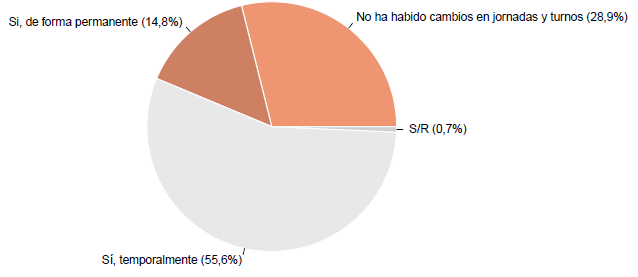 Si, de forma permanente (14,8%)
No ha habido cambios en jornadas y turnos (28,9%)
S/R (0,7%)
Sí, temporalmente (55,6%)